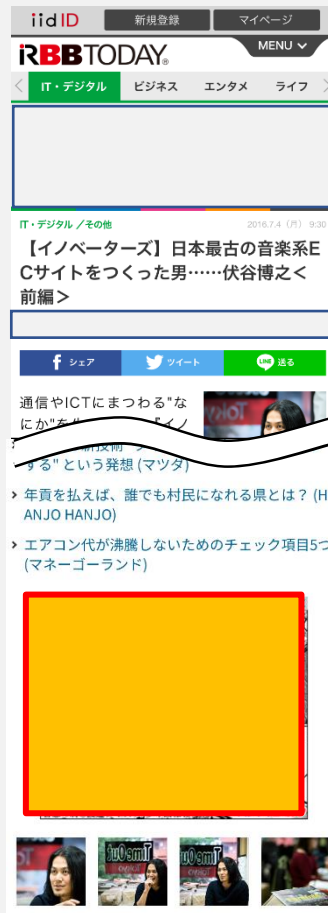 iid ID 新規登録 マイページ
RBB TODAY® MENU
IT・デジタル ビジネス エンタメ ライフ
IT・デジタル ／その他 2016.7.4（月） 9:30
【イノベーターズ】日本最古の音楽系E
Cサイトをつくった男……伏谷博之＜
前編＞
シェア ツイート LINE 送る
通信やICTにまつわる"な
にか"を
する" という発想 (マツダ)
年貢を払えば、誰でも村民になれる県とは？ (H
ANJO HANJO)
エアコン代が沸騰しないためのチェック項目5つ
(マネーゴーランド)